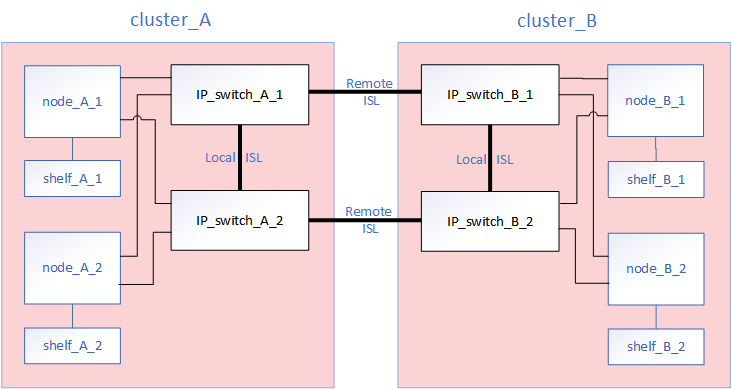 cluster_A
cluster_B
node_A_1
IP_switch_A_1
Remote
ISL
IP_switch_B_1
node_B_1
shelf_A_1
Local ISL
Local ISL
shelf_B_1
node_A_2
IP_switch_A_2
Remote
ISL
IP_switch_B_2
node_B_2
shelf_A_2
shelf_B_2